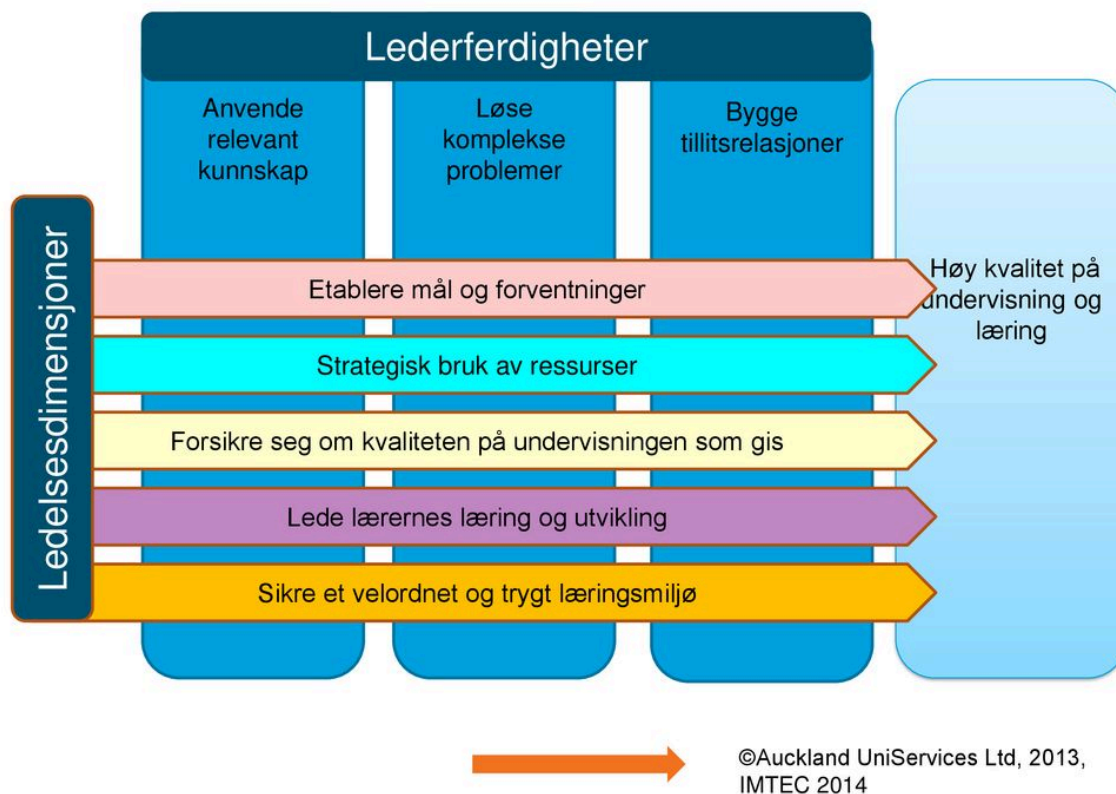 Lederferdigheter
Anvende
relevant
kunnskap
Løse
komplekse
problemer
Bygge
tillitsrelasjoner
Ledelsesdimensjoner
Etablere mål og forventninger
Strategisk bruk av ressurser
Forsikre seg om kvaliteten på undervisningen som gis
Lede lærernes læring og utvikling
Sikre et velordnet og trygt læringsmiljø
Høy kvalitet på
undervisning og
læring
©Auckland UniServices Ltd, 2013,
IMTEC 2014